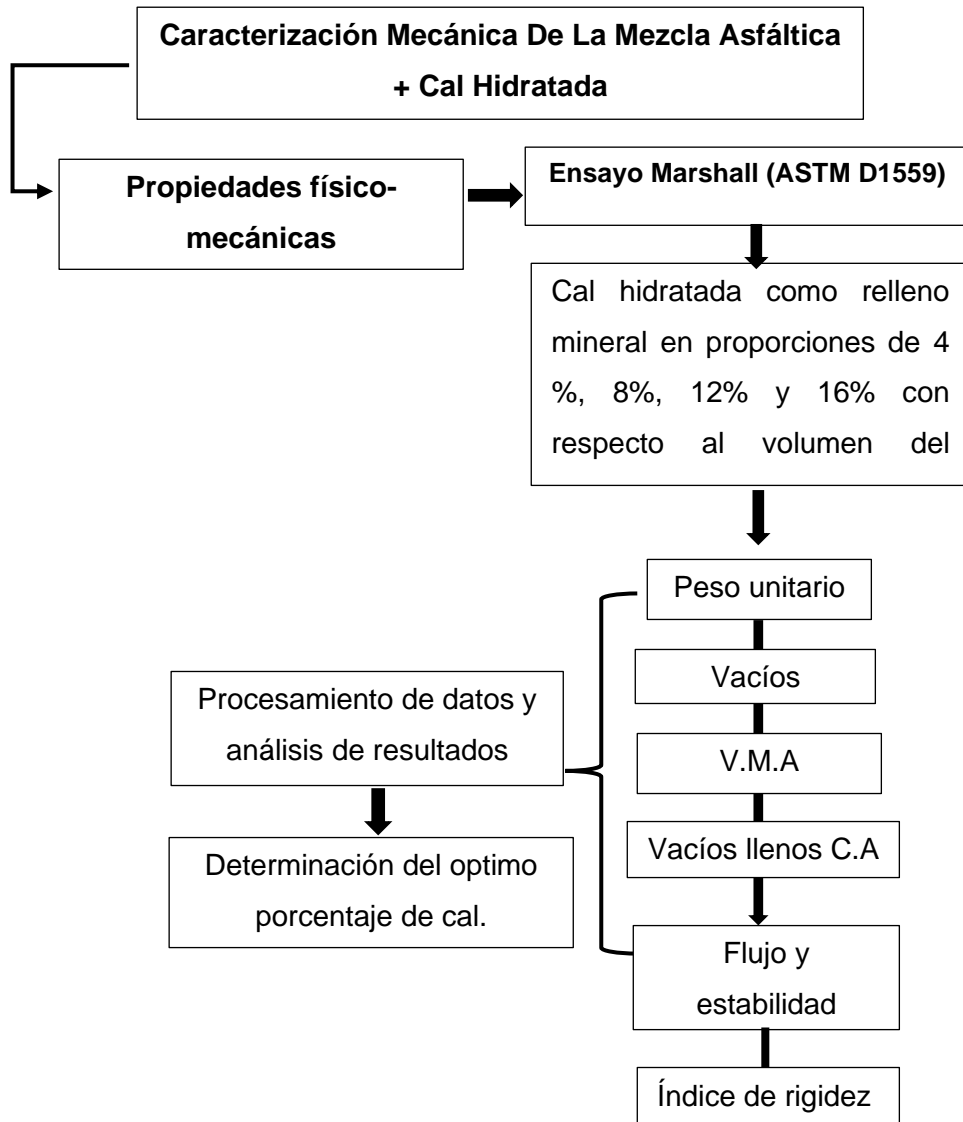 Caracterización Mecánica De La Mezcla Asfáltica
+ Cal Hidratada
Propiedades físico-
mecánicas
Ensayo Marshall (ASTM D1559)
Cal hidratada como relleno
mineral en proporciones de 4
%, 8%, 12% y 16% con
respecto al volumen del
Peso unitario
Vacíos
V.M.A
Vacíos llenos C.A
Flujo y
estabilidad
Índice de rigidez
Procesamiento de datos y
análisis de resultados
Determinación del optimo
porcentaje de cal.